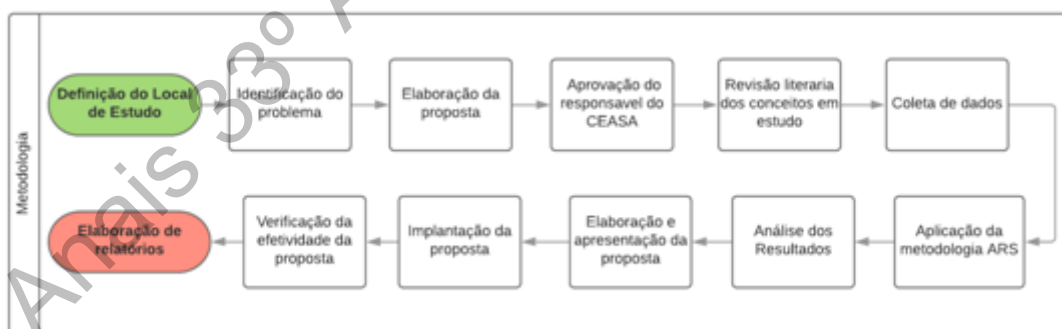 Metodologia
Definição do Local
de Estudo
Identificação do
problema
Elaboração da
proposta
Aprovação do
responsavel do
CEASA
Revisão literaria
dos conceitos em
estudo
Coleta de dados
Elaboração de
relatórios
Verificação da
efetividade da
proposta
Implantação da
proposta
Elaboração e
apresentação da
proposta
Análise dos
Resultados
Aplicação da
metodologia ARS
Anais 33º A